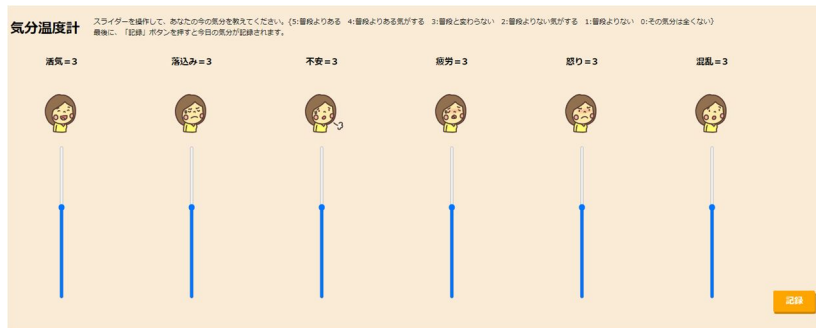 気分温度計
スライダーを操作して、あなたの今の気分を教えてください。{5:普段よりある　4:普段よりある気がする　3:普段と変わらない　2:普段よりない気がする　1:普段よりない　0:その気分は全くない}
最後に、「記録」ボタンを押すと今日の気分が記録されます。
活気=3　落込み=3　不安=3　疲労=3　怒り=3　混乱=3
記録